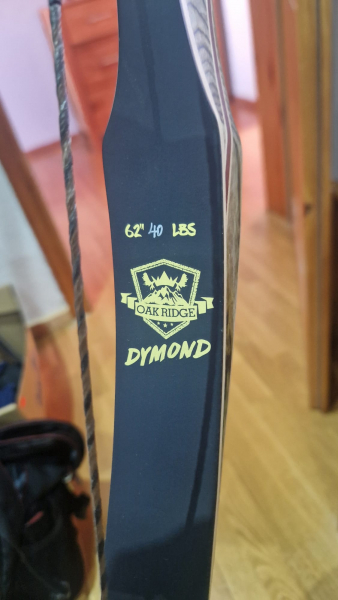 62" 40 LBS
OAK RIDGE
DYMOND